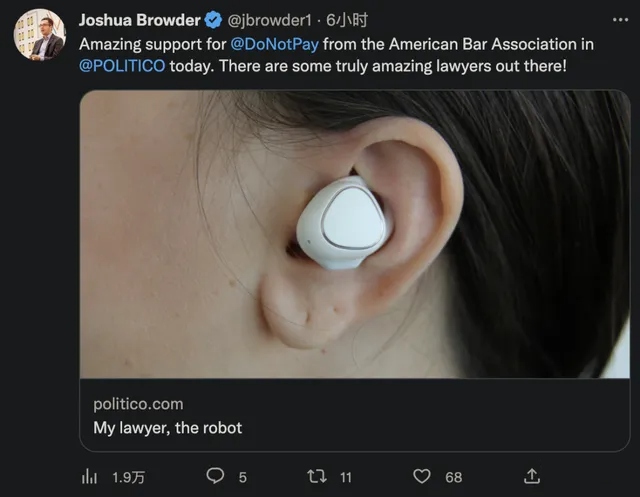 Joshua Browder @jbrowder1 · 6小时
Amazing support for @DoNotPay from the American Bar Association in
@POLITICO today. There are some truly amazing lawyers out there!
politico.com
My lawyer, the robot
1.9万 5 11 68